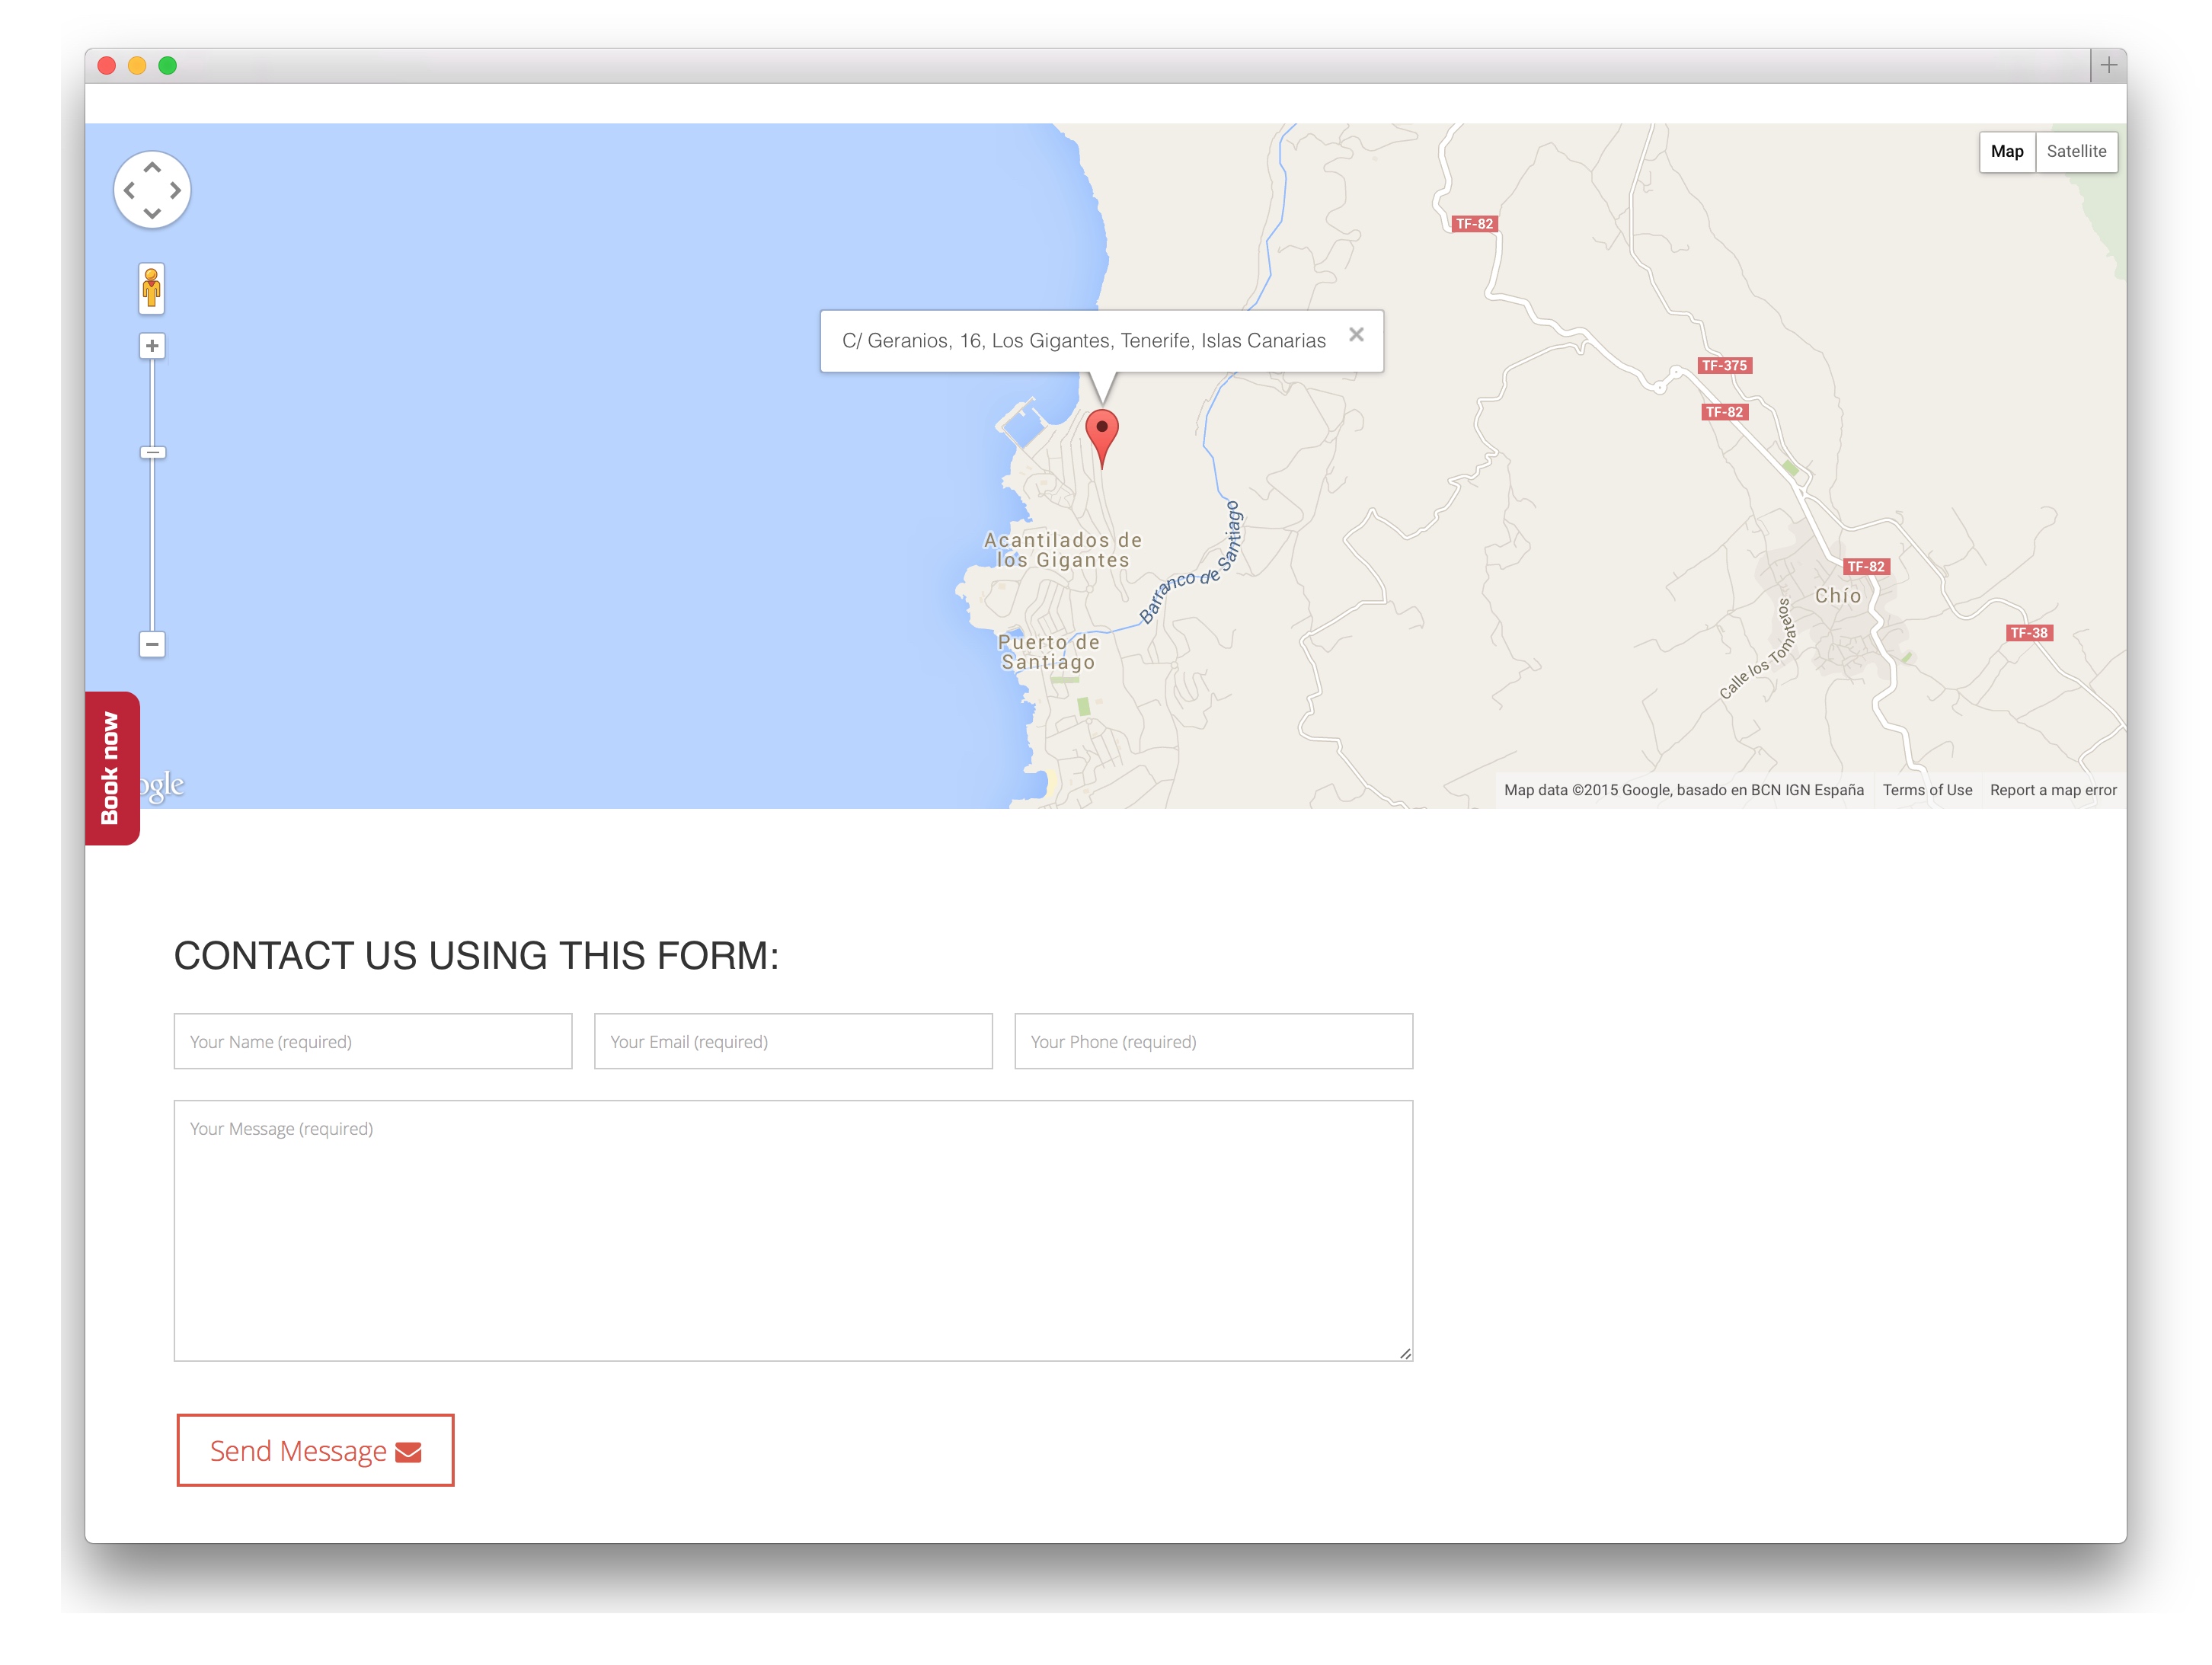 Map Satellite
TF-82
C/ Geranios, 16, Los Gigantes, Tenerife, Islas Canarias
TF-375
TF-82
Acantilados de
los Gigantes
Barranco de Santiago
TF-82
Chío
Calle los Tomateros
TF-38
Puerto de
Santiago
Book now
ogle
Map data ©2015 Google, basado en BCN IGN España Terms of Use Report a map error
CONTACT US USING THIS FORM:
Your Name (required) Your Email (required) Your Phone (required)
Your Message (required)
Send Message